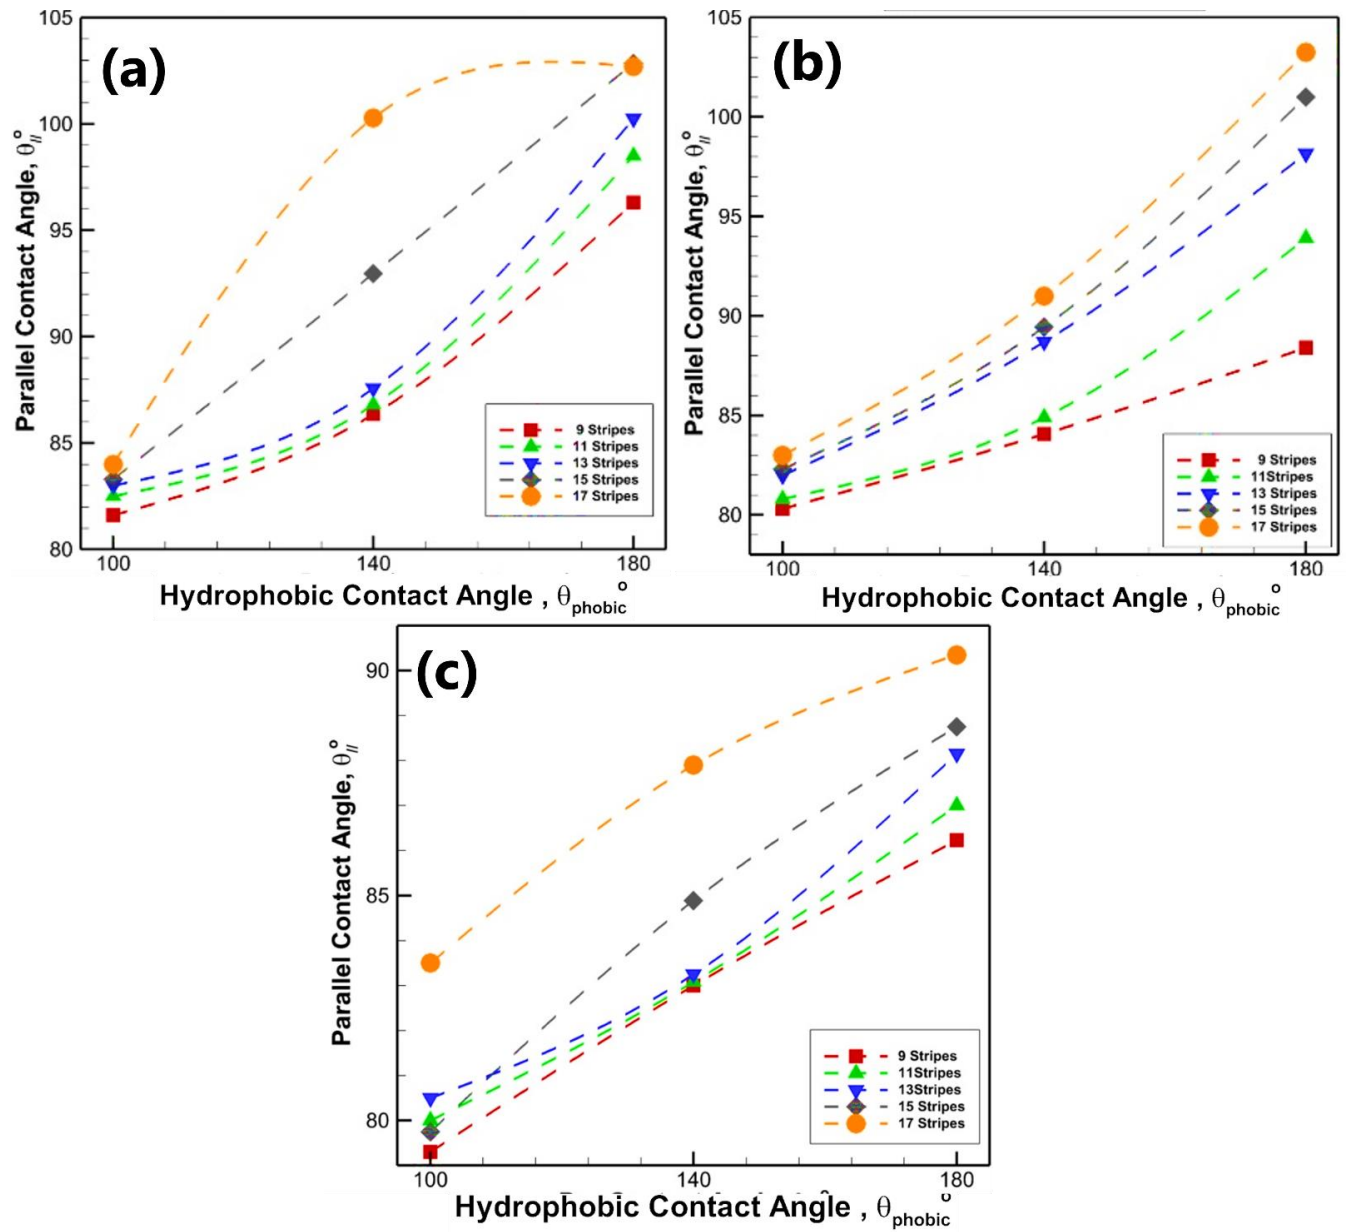 (a)
105
100
95
90
85
80
Parallel Contact Angle, θ//°
9 Stripes
11 Stripes
13 Stripes
15 Stripes
17 Stripes
100 140 180
Hydrophobic Contact Angle , θphobic°
(b)
105
100
95
90
85
80
Parallel Contact Angle, θ//°
9 Stripes
11Stripes
13 Stripes
15 Stripes
17 Stripes
100 140 180
Hydrophobic Contact Angle , θphobic°
(c)
90
85
80
Parallel Contact Angle, θ//°
9 Stripes
11Stripes
13Stripes
15 Stripes
17 Stripes
100 140 180
Hydrophobic Contact Angle , θphobic°